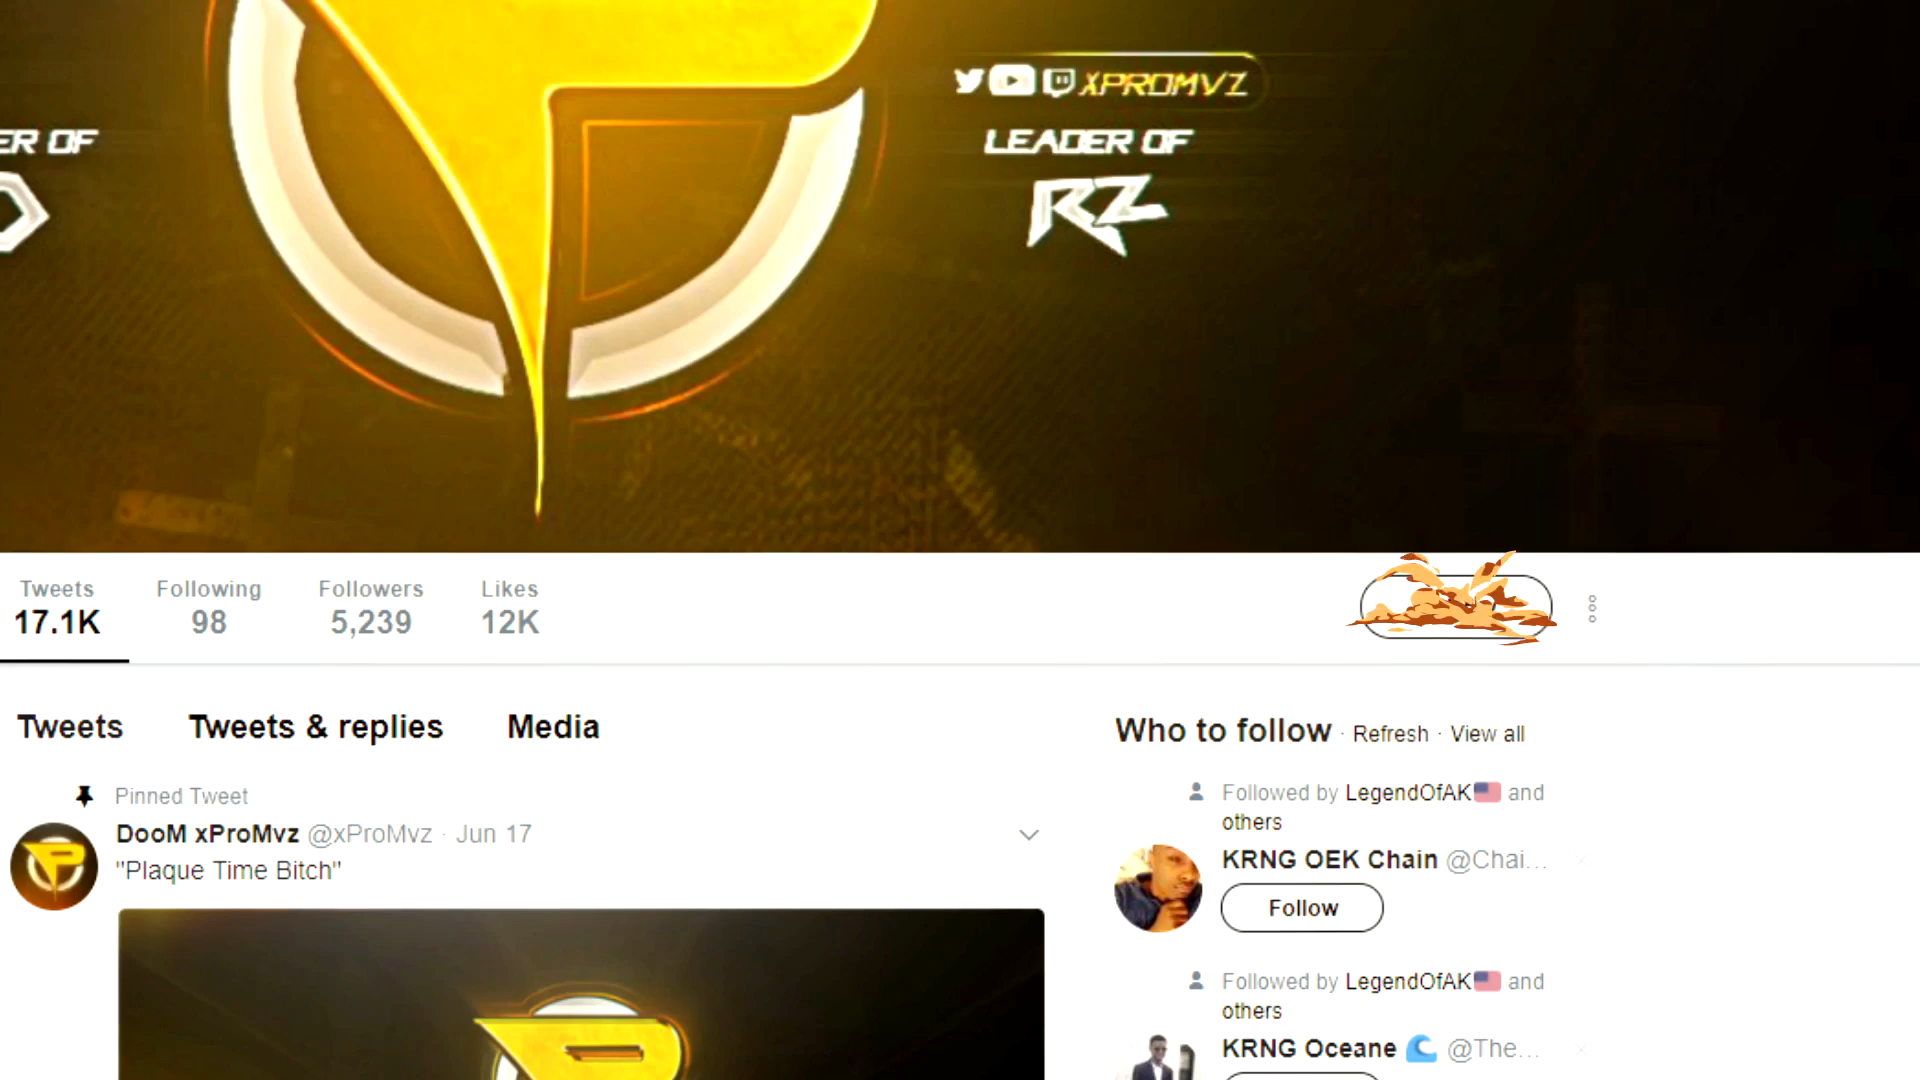 XPROMVZ
ER OF
LEADER OF
RZ
Tweets Following Followers Likes
17.1K 98 5,239 12K
Tweets Tweets & replies Media
Who to follow · Refresh · View all
Pinned Tweet
DooM xProMvz @xProMvz · Jun 17
"Plaque Time Bitch"
Followed by LegendOfAK and
others
KRNG OEK Chain @Chai...
Follow
Followed by LegendOfAK and
others
KRNG Oceane @The...